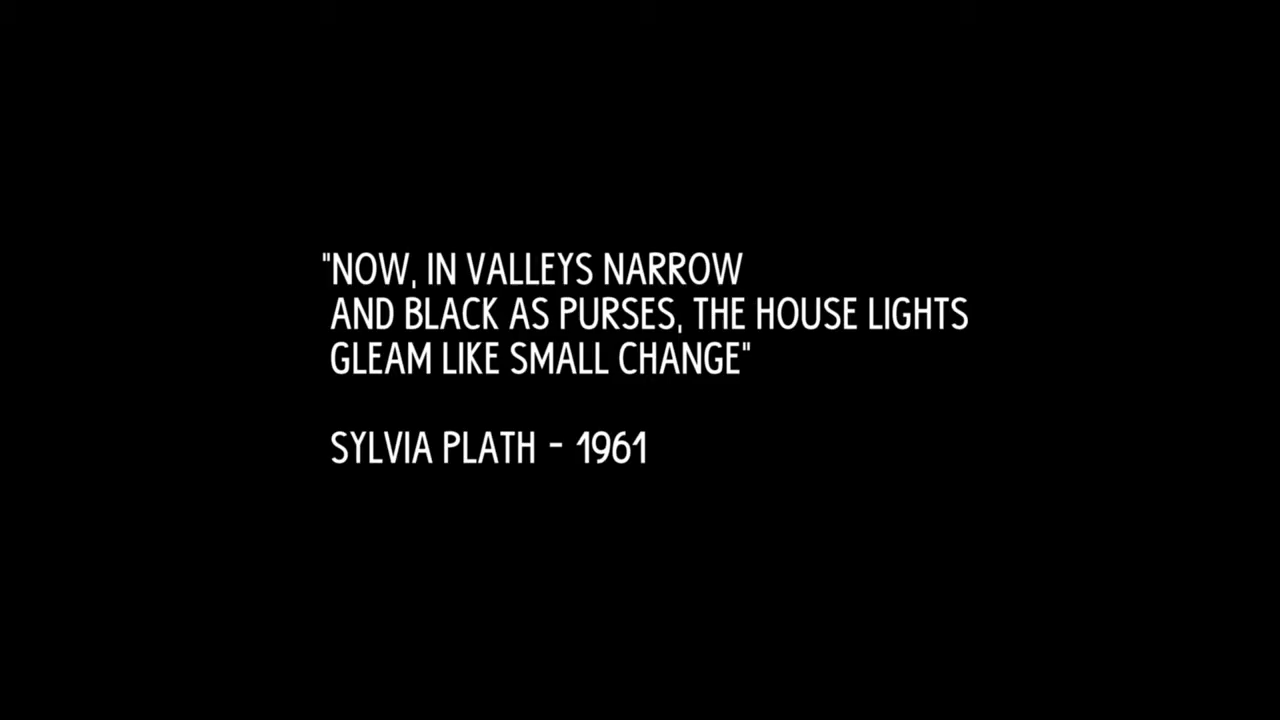 "NOW, IN VALLEYS NARROW
AND BLACK AS PURSES, THE HOUSE LIGHTS
GLEAM LIKE SMALL CHANGE"
SYLVIA PLATH - 1961